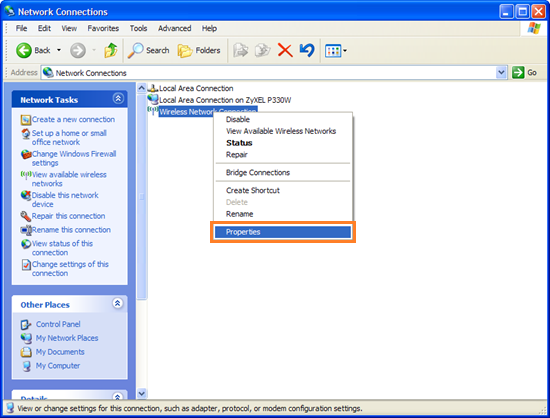 Network Connections
File Edit View Favorites Tools Advanced Help
Back Search Folders
Address Network Connections Go
Network Tasks
Create a new connection
Set up a home or small
office network
Change Windows Firewall
settings
View available wireless
networks
Disable this network
device
Repair this connection
Rename this connection
View status of this
connection
Change settings of this
connection
Other Places
Control Panel
My Network Places
My Documents
My Computer
Details
Local Area Connection
Local Area Connection on ZyXEL P330W
Wireless Network Connection
Disable
View Available Wireless Networks
Status
Repair
Bridge Connections
Create Shortcut
Delete
Rename
Properties
View or change settings for this connection, such as adapter, protocol, or modem configuration settings.